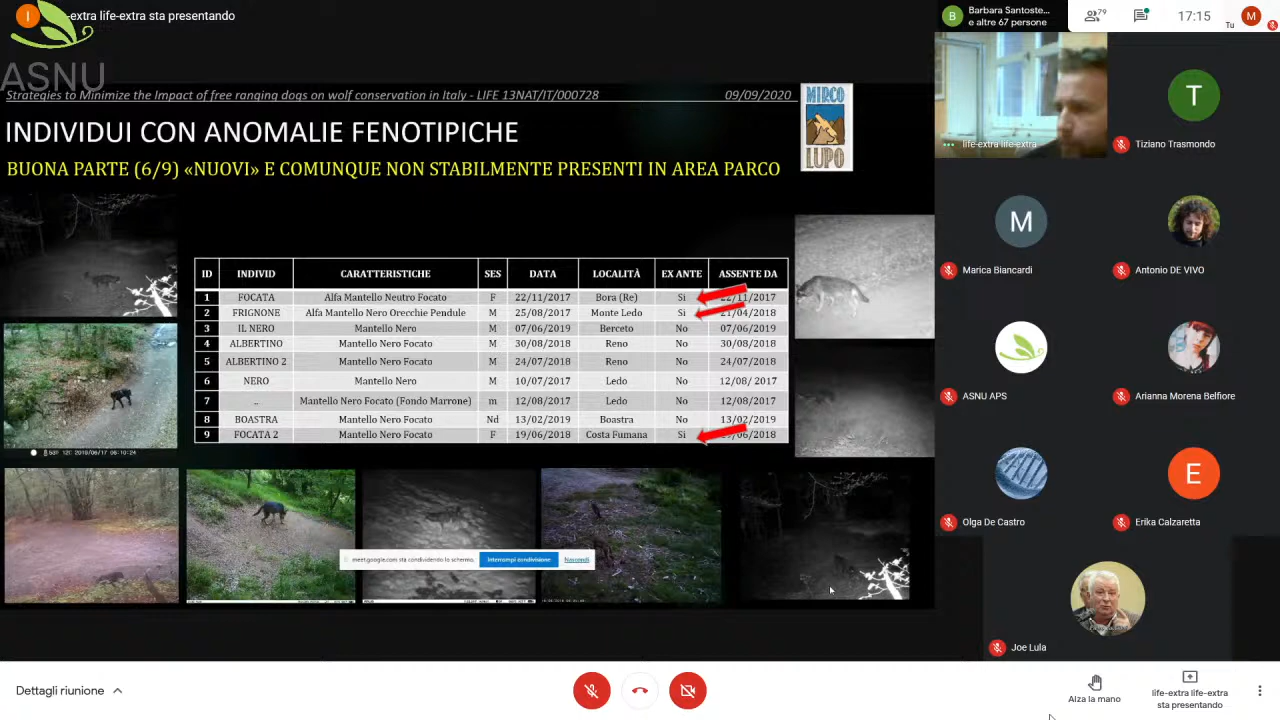 -extra life-extra sta presentando
ASNU
Strategies to Minimize the Impact of free ranging dogs on wolf conservation in Italy - LIFE 13NAT/IT/000728 09/09/2020
MIRCO
LUPO
INDIVIDUI CON ANOMALIE FENOTIPICHE
BUONA PARTE (6/9) «NUOVI» E COMUNQUE NON STABILMENTE PRESENTI IN AREA PARCO
ID INDIVID CARATTERISTICHE SES DATA LOCALITÀ EX ANTE ASSENTE DA
1 FOCATA Alfa Mantello Neutro Focato F 22/11/2017 Bora (Re) Si 22/11/2017
2 FRIGNONE Alfa Mantello Nero Orecchie Pendule M 25/08/2017 Monte Ledo Si 21/04/2018
3 IL NERO Mantello Nero M 07/06/2019 Berceto No 07/06/2019
4 ALBERTINO Mantello Nero Focato M 30/08/2018 Reno No 30/08/2018
5 ALBERTINO 2 Mantello Nero Focato M 24/07/2018 Reno No 24/07/2018
6 NERO Mantello Nero M 10/07/2017 Ledo No 12/08/ 2017
7 .. Mantello Nero Focato (Fondo Marrone) m 12/08/2017 Ledo No 12/08/2017
8 BOASTRA Mantello Nero Focato Nd 13/02/2019 Boastra No 13/02/2019
9 FOCATA 2 Mantello Nero Focato F 19/06/2018 Costa Fumana Si /06/2018
meet.google.com sta condividendo lo schermo. Interrompi condivisione Nascondi
B Barbara Santoste...
e altre 67 persone
79
17:15
Tu
M
life-extra life-extra
T
Tiziano Trasmondo
M
Marica Biancardi
Antonio DE VIVO
ASNU APS
Arianna Morena Belfiore
Olga De Castro
E
Erika Calzaretta
Joe Lula
Dettagli riunione
Alza la mano
life-extra life-extra
sta presentando